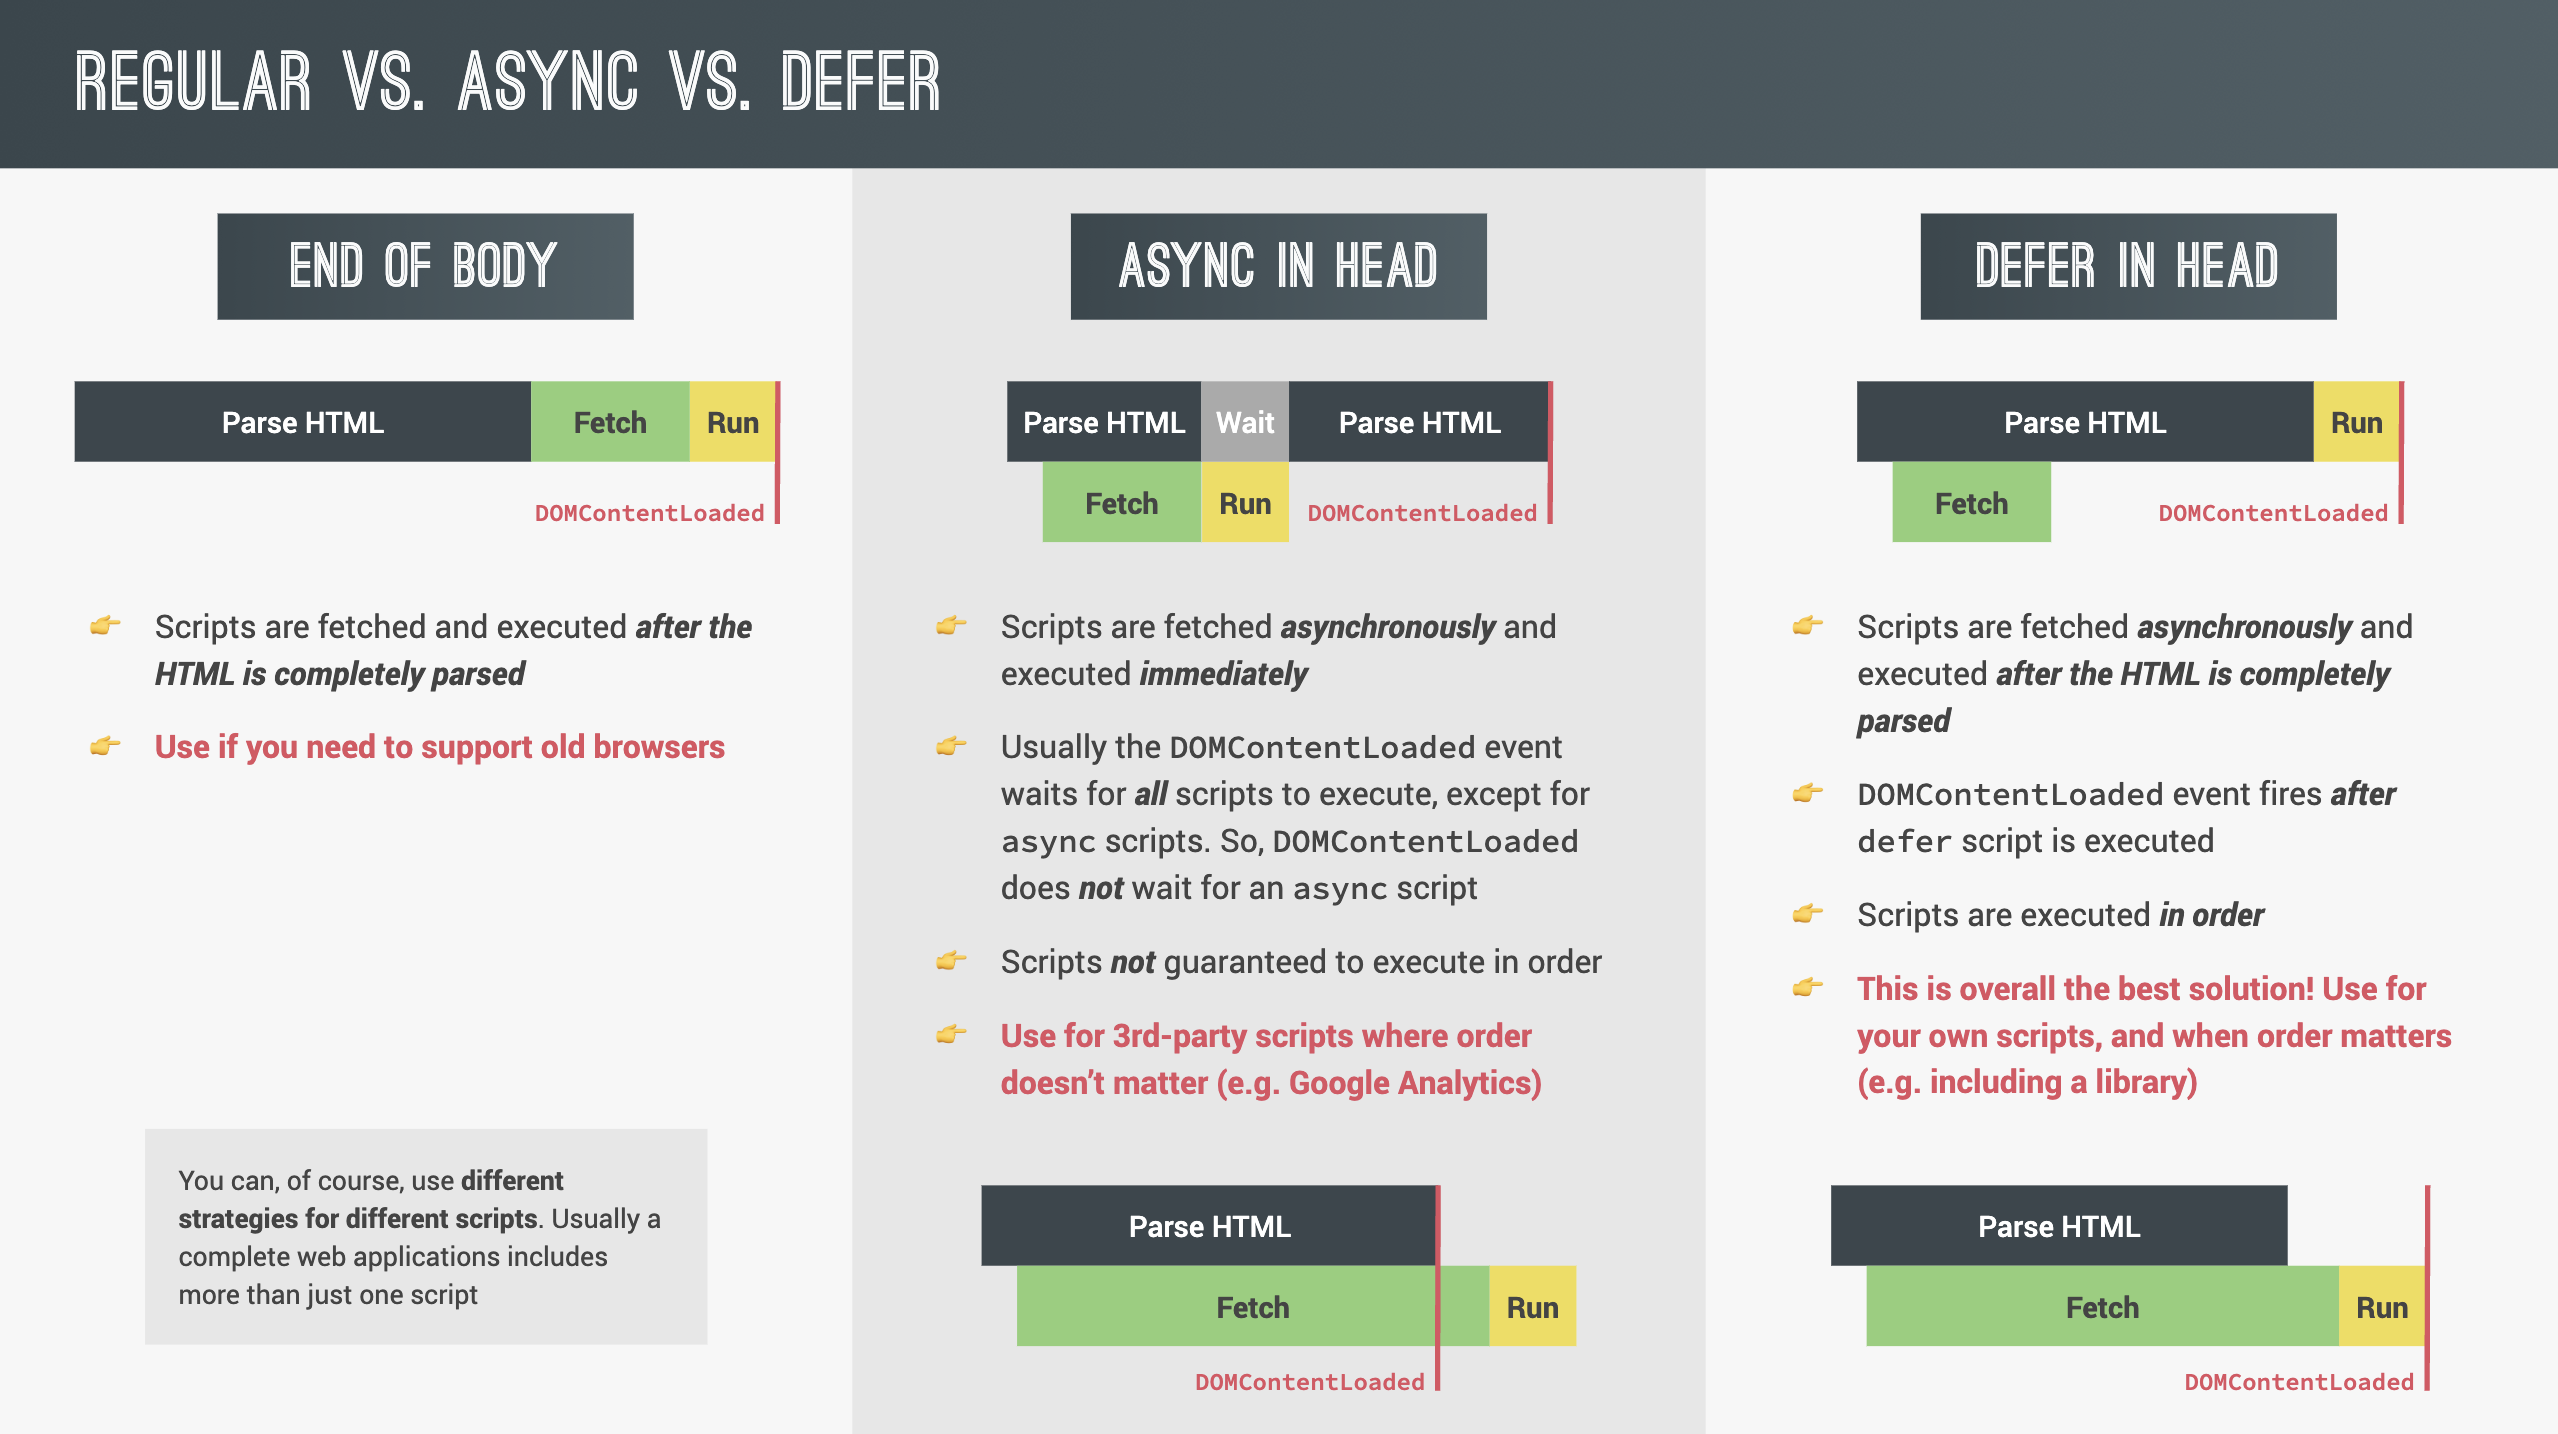 REGULAR VS. ASYNC VS. DEFER
END OF BODY
Parse HTML
Fetch
Run
DOMContentLoaded
Scripts are fetched and executed after the
HTML is completely parsed
Use if you need to support old browsers
You can, of course, use different
strategies for different scripts. Usually a
complete web applications includes
more than just one script
ASYNC IN HEAD
Parse HTML
Wait
Parse HTML
Fetch
Run
DOMContentLoaded
Scripts are fetched asynchronously and
executed immediately
Usually the DOMContentLoaded event
waits for all scripts to execute, except for
async scripts. So, DOMContentLoaded
does not wait for an async script
Scripts not guaranteed to execute in order
Use for 3rd-party scripts where order
doesn’t matter (e.g. Google Analytics)
Parse HTML
Fetch
Run
DOMContentLoaded
DEFER IN HEAD
Parse HTML
Run
Fetch
DOMContentLoaded
Scripts are fetched asynchronously and
executed after the HTML is completely
parsed
DOMContentLoaded event fires after
defer script is executed
Scripts are executed in order
This is overall the best solution! Use for
your own scripts, and when order matters
(e.g. including a library)
Parse HTML
Fetch
Run
DOMContentLoaded